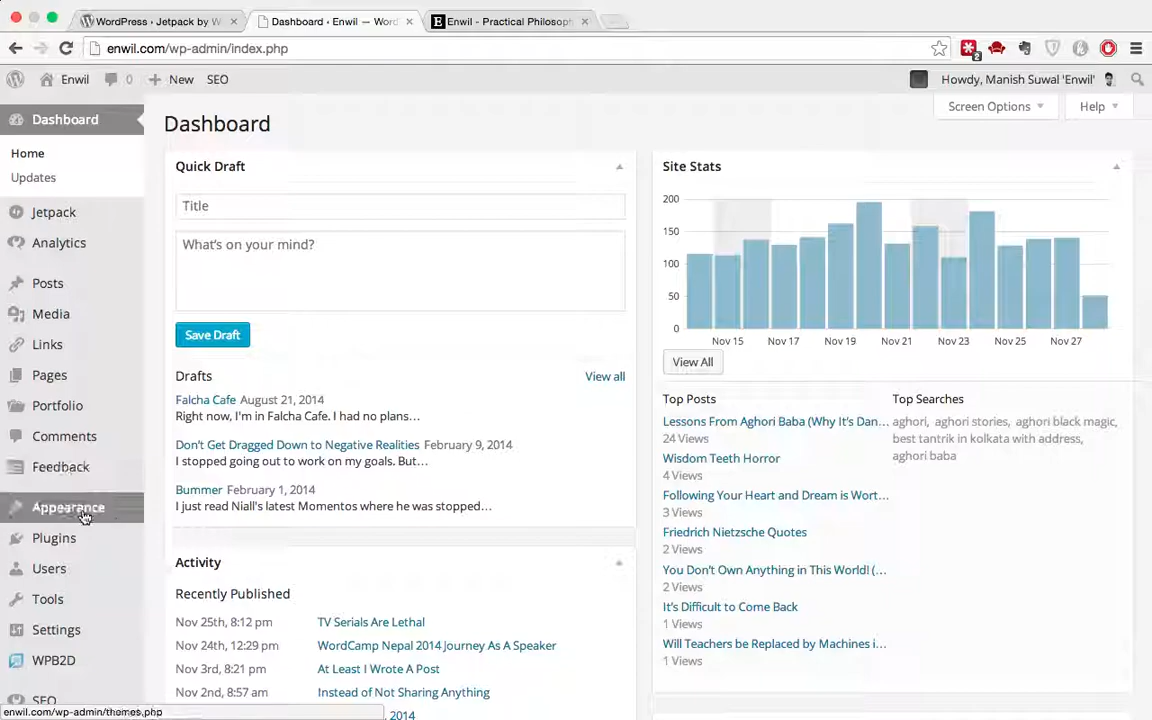 WordPress › Jetpack by W
Dashboard ‹ Enwil — Word
Enwil - Practical Philosoph
enwil.com/wp-admin/index.php
2
Enwil 0 New SEO
Howdy, Manish Suwal 'Enwil'
Screen Options
Help
Dashboard
Home
Updates
Jetpack
Analytics
Posts
Media
Links
Pages
Portfolio
Comments
Feedback
Appearance
Plugins
Users
Tools
Settings
WPB2D
SEO
enwil.com/wp-admin/themes.php
Dashboard
Quick Draft
Title
What's on your mind?
Save Draft
Drafts
View all
Falcha Cafe August 21, 2014
Right now, I'm in Falcha Cafe. I had no plans…
Don't Get Dragged Down to Negative Realities February 9, 2014
I stopped going out to work on my goals. But…
Bummer February 1, 2014
I just read Niall's latest Momentos where he was stopped…
Activity
Recently Published
Nov 25th, 8:12 pm TV Serials Are Lethal
Nov 24th, 12:29 pm WordCamp Nepal 2014 Journey As A Speaker
Nov 3rd, 8:21 pm At Least I Wrote A Post
Nov 2nd, 8:57 am Instead of Not Sharing Anything
, 2014
Site Stats
200
150
100
50
0
Nov 15 Nov 17 Nov 19 Nov 21 Nov 23 Nov 25 Nov 27
View All
Top Posts
Lessons From Aghori Baba (Why It's Dan…
24 Views
Wisdom Teeth Horror
4 Views
Following Your Heart and Dream is Wort…
3 Views
Friedrich Nietzsche Quotes
2 Views
You Don't Own Anything in This World! (…
2 Views
It's Difficult to Come Back
1 Views
Will Teachers be Replaced by Machines i…
1 Views
Top Searches
aghori, aghori stories, aghori black magic,
best tantrik in kolkata with address,
aghori baba